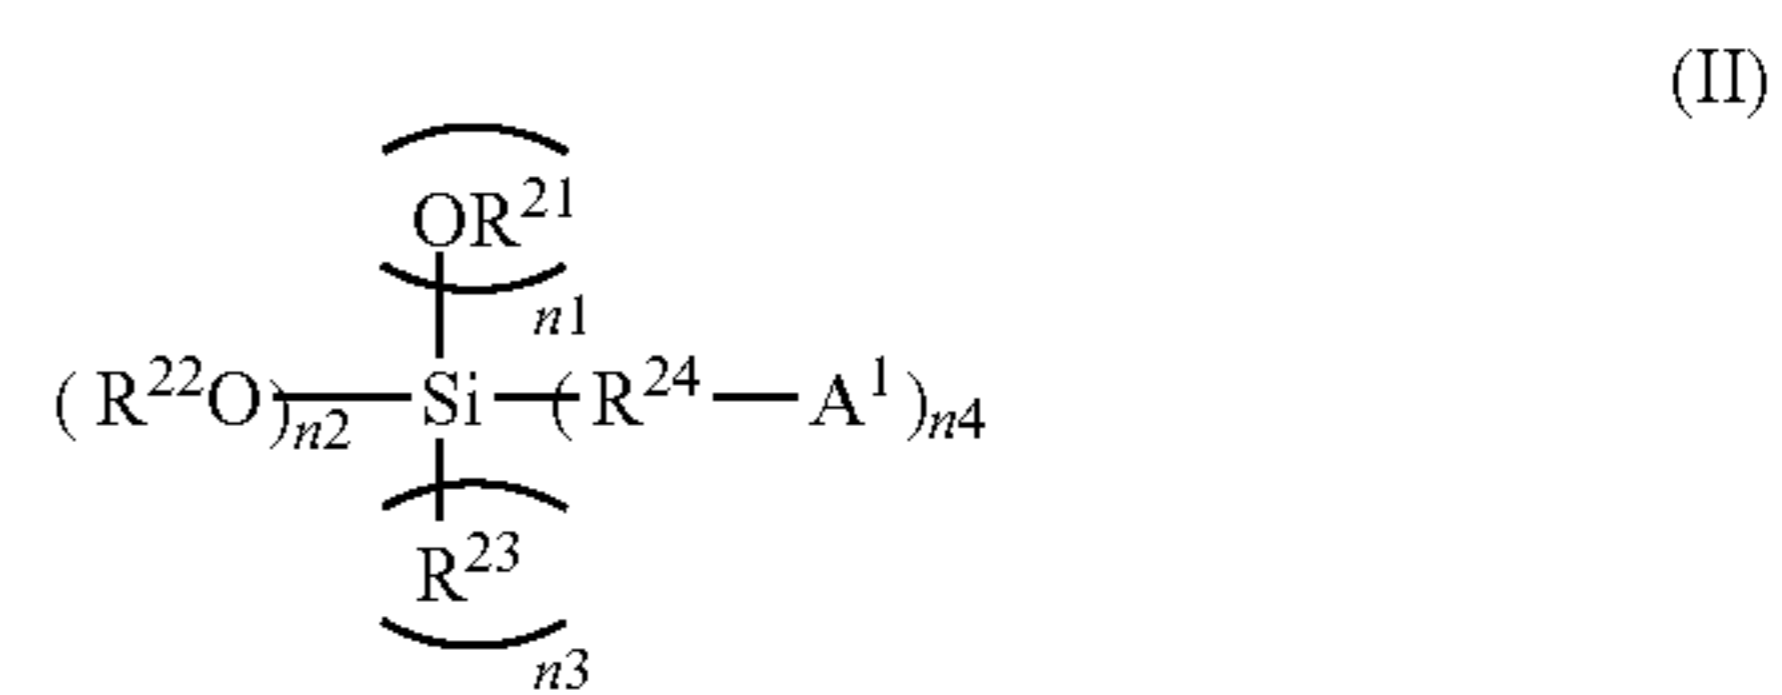 (II)
OR21
n1
(R22O)n2—Si—(R24—A1)n4
R23
n3